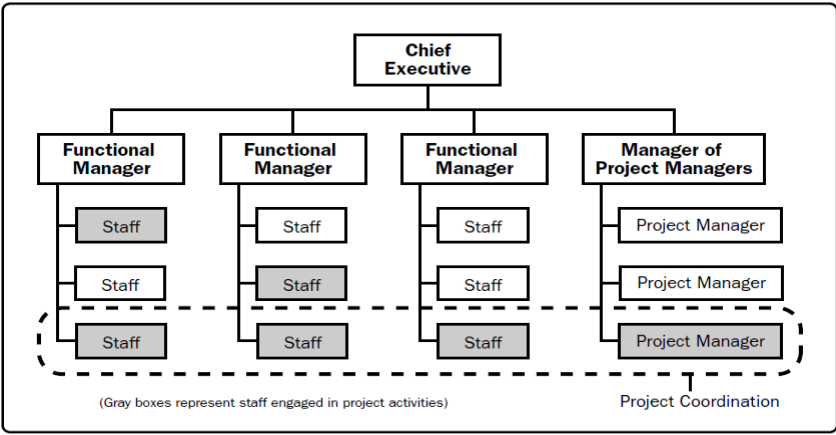 Chief
Executive
Functional
Manager
Functional
Manager
Functional
Manager
Manager of
Project Managers
Staff
Staff
Staff
Project Manager
Staff
Staff
Staff
Project Manager
Staff
Staff
Staff
Project Manager
(Gray boxes represent staff engaged in project activities)
Project Coordination